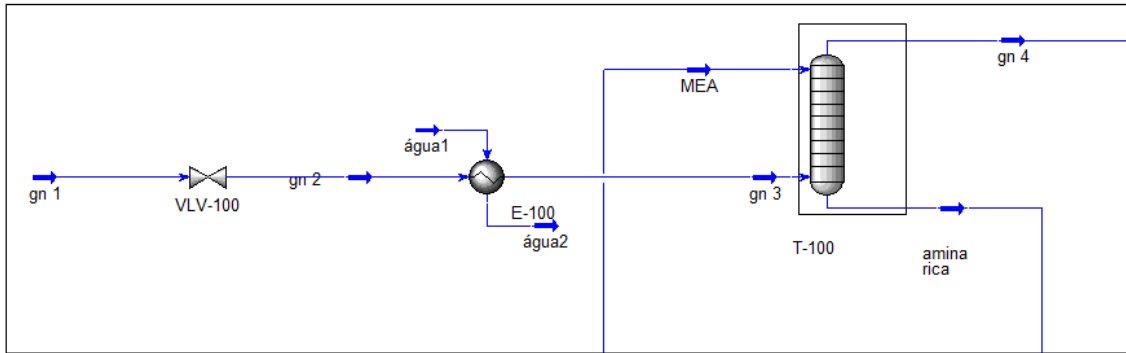 gn 4
MEA
água1
gn 1
VLV-100
gn 2
E-100
água2
gn 3
T-100
amina
rica